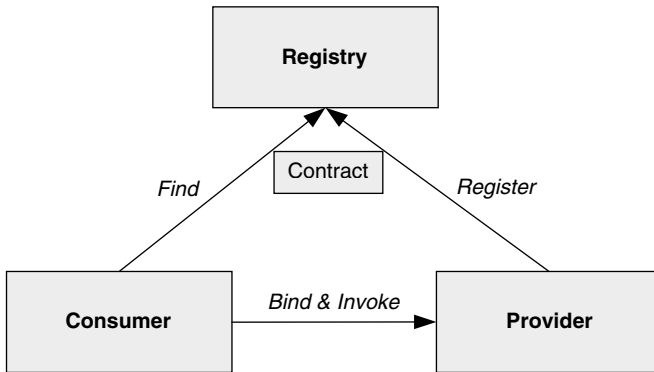 Registry
Contract
Find
Register
Bind & Invoke
Consumer
Provider